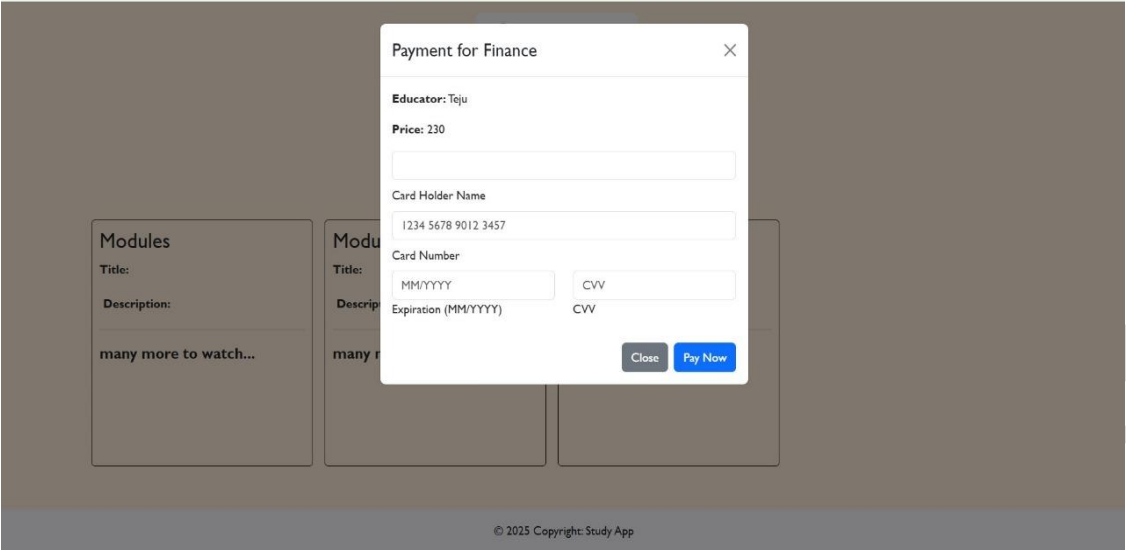 Payment for Finance
Educator: Teju
Price: 230
Card Holder Name
1234 5678 9012 3457
Card Number
MM/YYYY CVV
Expiration (MM/YYYY) CVV
Close Pay Now
Modules
Title:
Description:
many more to watch...
Modu
Title:
Descrip
many
© 2025 Copyright: Study App